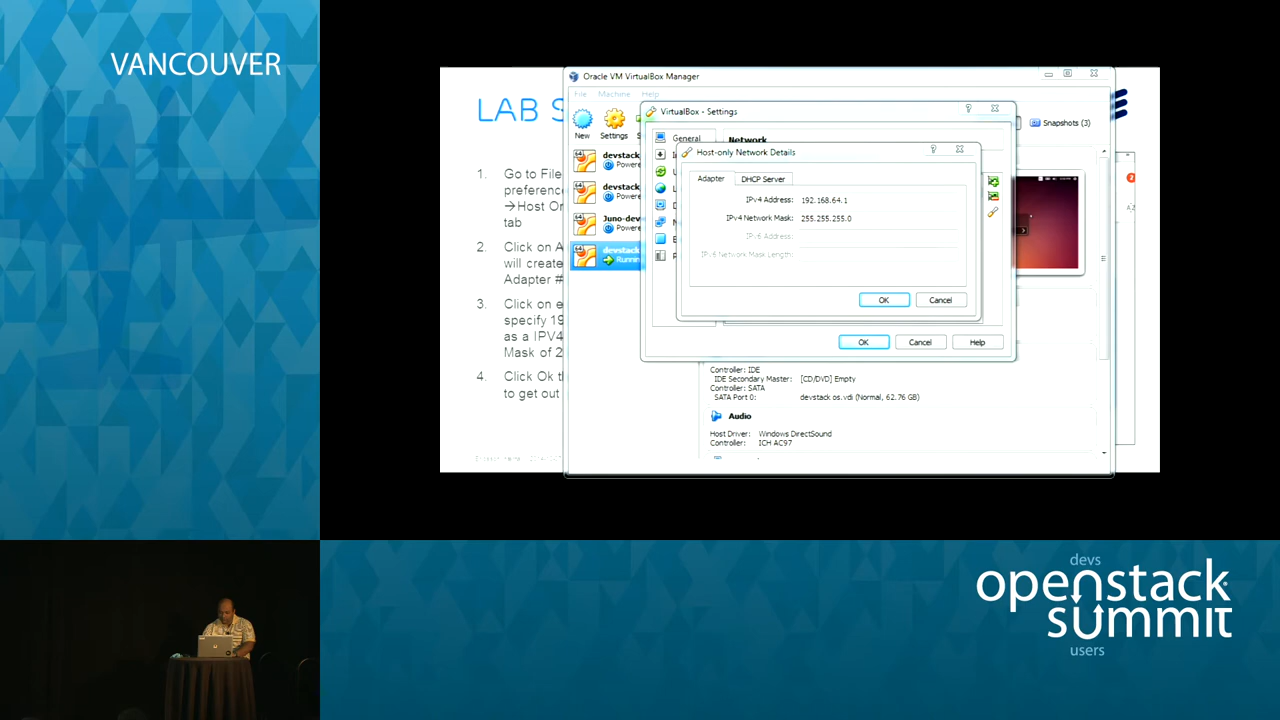 VANCOUVER
LAB S
1. Go to File
preference
→Host On
tab
2. Click on A
will create
Adapter #
3. Click on e
specify 19
as a IPV4
Mask of 2
4. Click Ok th
to get out
Oracle VM VirtualBox Manager
File Machine Help
New Settings
Snapshots (3)
devstack
Powere
devstack
Powere
Juno-dev
Powere
devstack
Runnin
VirtualBox - Settings
General
Network
Host-only Network Details
Adapter DHCP Server
IPv4 Address: 192.168.64.1
IPv4 Network Mask: 255.255.255.0
IPv6 Address:
IPv6 Network Mask Length:
OK Cancel
OK Cancel Help
Controller: IDE
IDE Secondary Master: [CD/DVD] Empty
Controller: SATA
SATA Port 0: devstack os.vdi (Normal, 62.76 GB)
Audio
Host Driver: Windows DirectSound
Controller: ICH AC97
2
devs
openstack
summit
users